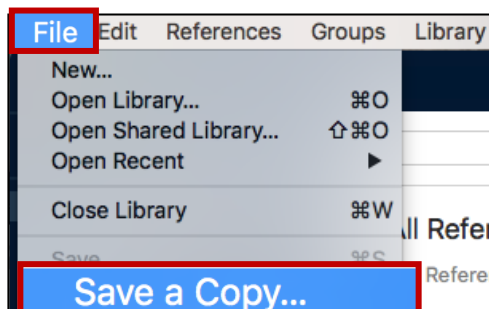 File Edit References Groups Library
New...
Open Library... ⌘O
Open Shared Library... ⇧⌘O
Open Recent ▶
Close Library ⌘W
All Refer
Save ⌘S
Refere
Save a Copy...